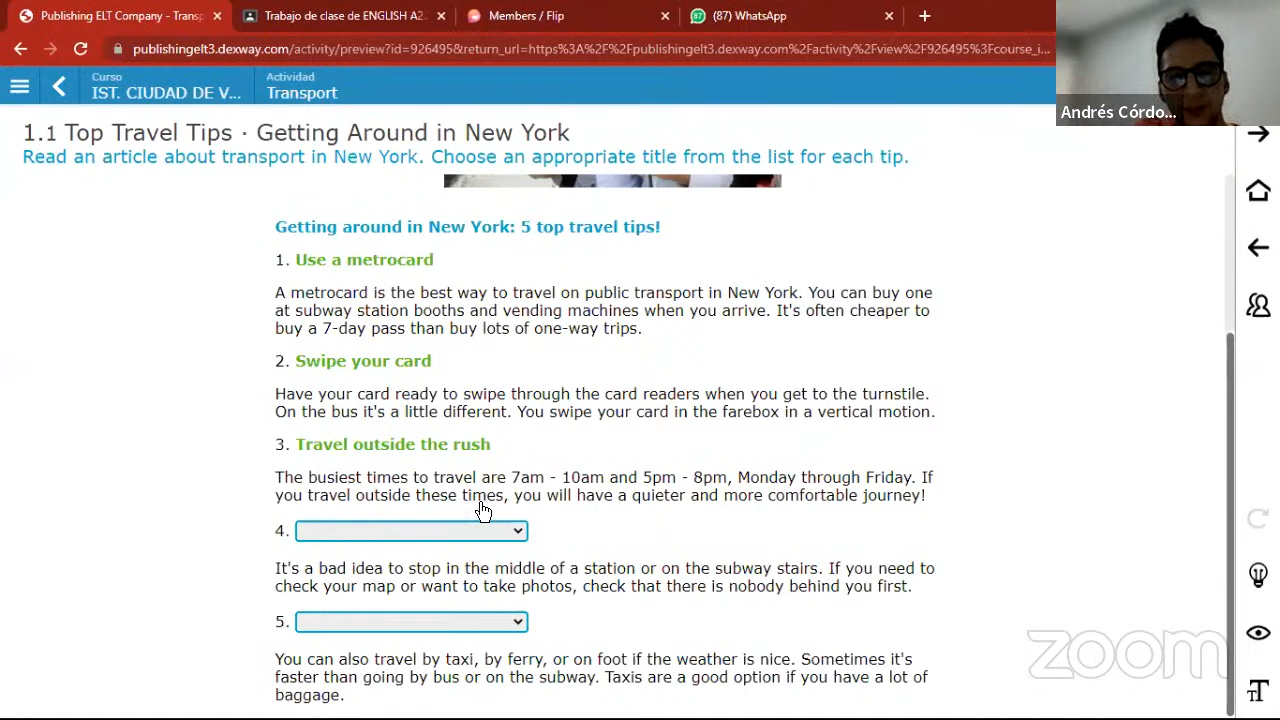 Publishing ELT Company - Transp
Trabajo de clase de ENGLISH A2
Members / Flip
87
(87) WhatsApp
publishingelt3.dexway.com/activity/preview?id=926495&return_url=https%3A%2F%2Fpublishingelt3.dexway.com%2Factivity%2Fview%2F926495%3Fcourse_i...
Curso
IST. CIUDAD DE V...
Actividad
Transport
Andrés Córdo...
1.1 Top Travel Tips · Getting Around in New York
Read an article about transport in New York. Choose an appropriate title from the list for each tip.
Getting around in New York: 5 top travel tips!
1. Use a metrocard
A metrocard is the best way to travel on public transport in New York. You can buy one
at subway station booths and vending machines when you arrive. It's often cheaper to
buy a 7-day pass than buy lots of one-way trips.
2. Swipe your card
Have your card ready to swipe through the card readers when you get to the turnstile.
On the bus it's a little different. You swipe your card in the farebox in a vertical motion.
3. Travel outside the rush
The busiest times to travel are 7am - 10am and 5pm - 8pm, Monday through Friday. If
you travel outside these times, you will have a quieter and more comfortable journey!
4.
It's a bad idea to stop in the middle of a station or on the subway stairs. If you need to
check your map or want to take photos, check that there is nobody behind you first.
5.
You can also travel by taxi, by ferry, or on foot if the weather is nice. Sometimes it's
faster than going by bus or on the subway. Taxis are a good option if you have a lot of
baggage.
zoom
TT